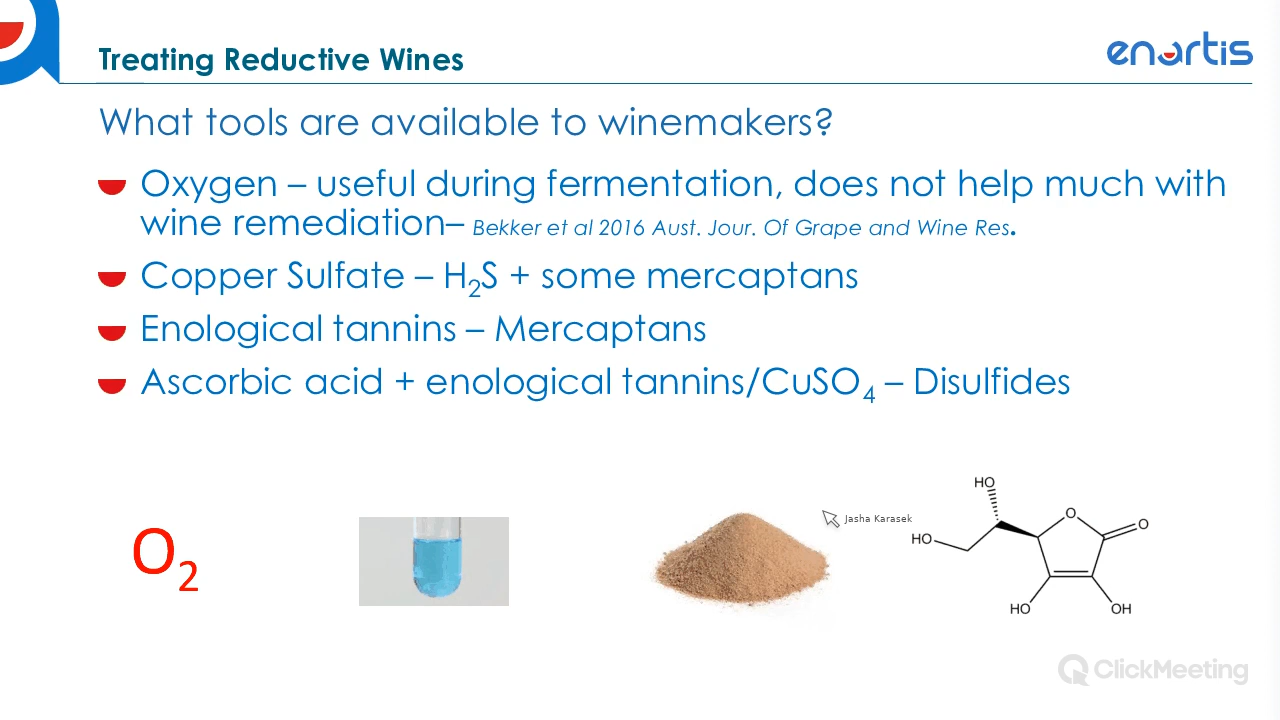 Treating Reductive Wines
enartis
What tools are available to winemakers?
Oxygen – useful during fermentation, does not help much with
wine remediation– Bekker et al 2016 Aust. Jour. Of Grape and Wine Res.
Copper Sulfate – H₂S + some mercaptans
Enological tannins – Mercaptans
Ascorbic acid + enological tannins/CuSO₄ – Disulfides
O₂
Jasha Karasek
HO
O
O
HO
HO
OH
ClickMeeting